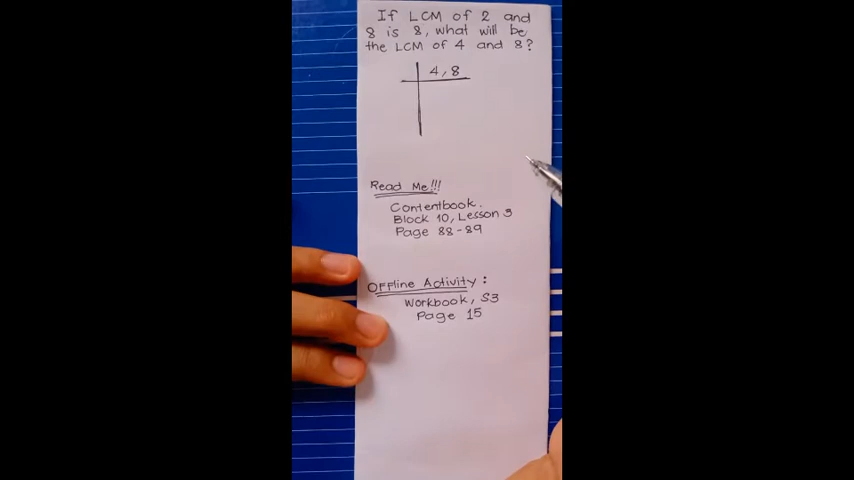 If LCM of 2 and
8 is 8, what will be
the LCM of 4 and 8?
4, 8
Read Me!!!
Contentbook.
Block 10, Lesson 3
Page 88-89
Offline Activity :
Workbook, S3
Page 15